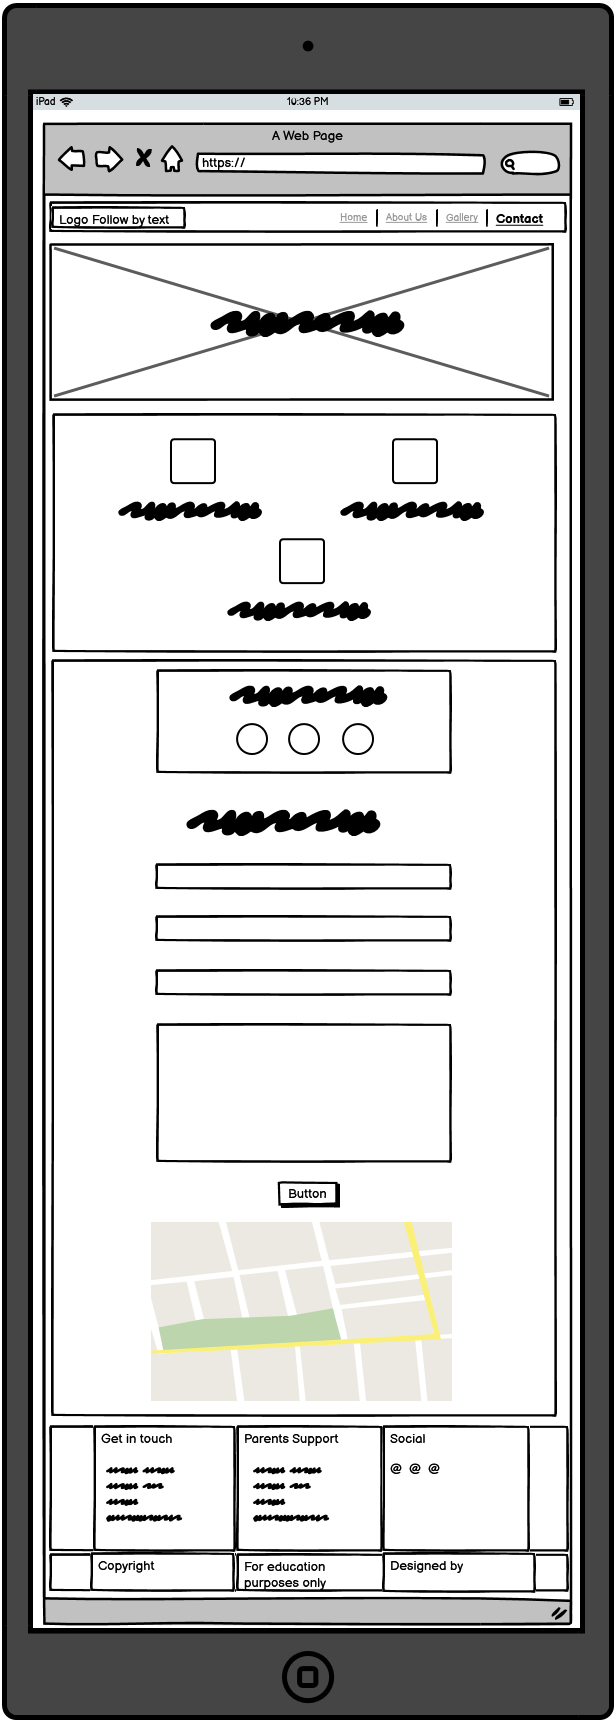 iPad 10:36 PM
A Web Page
https://
Logo Follow by text Home About Us Gallery Contact
Button
Get in touch Parents Support Social
@ @ @
Copyright For education purposes only Designed by